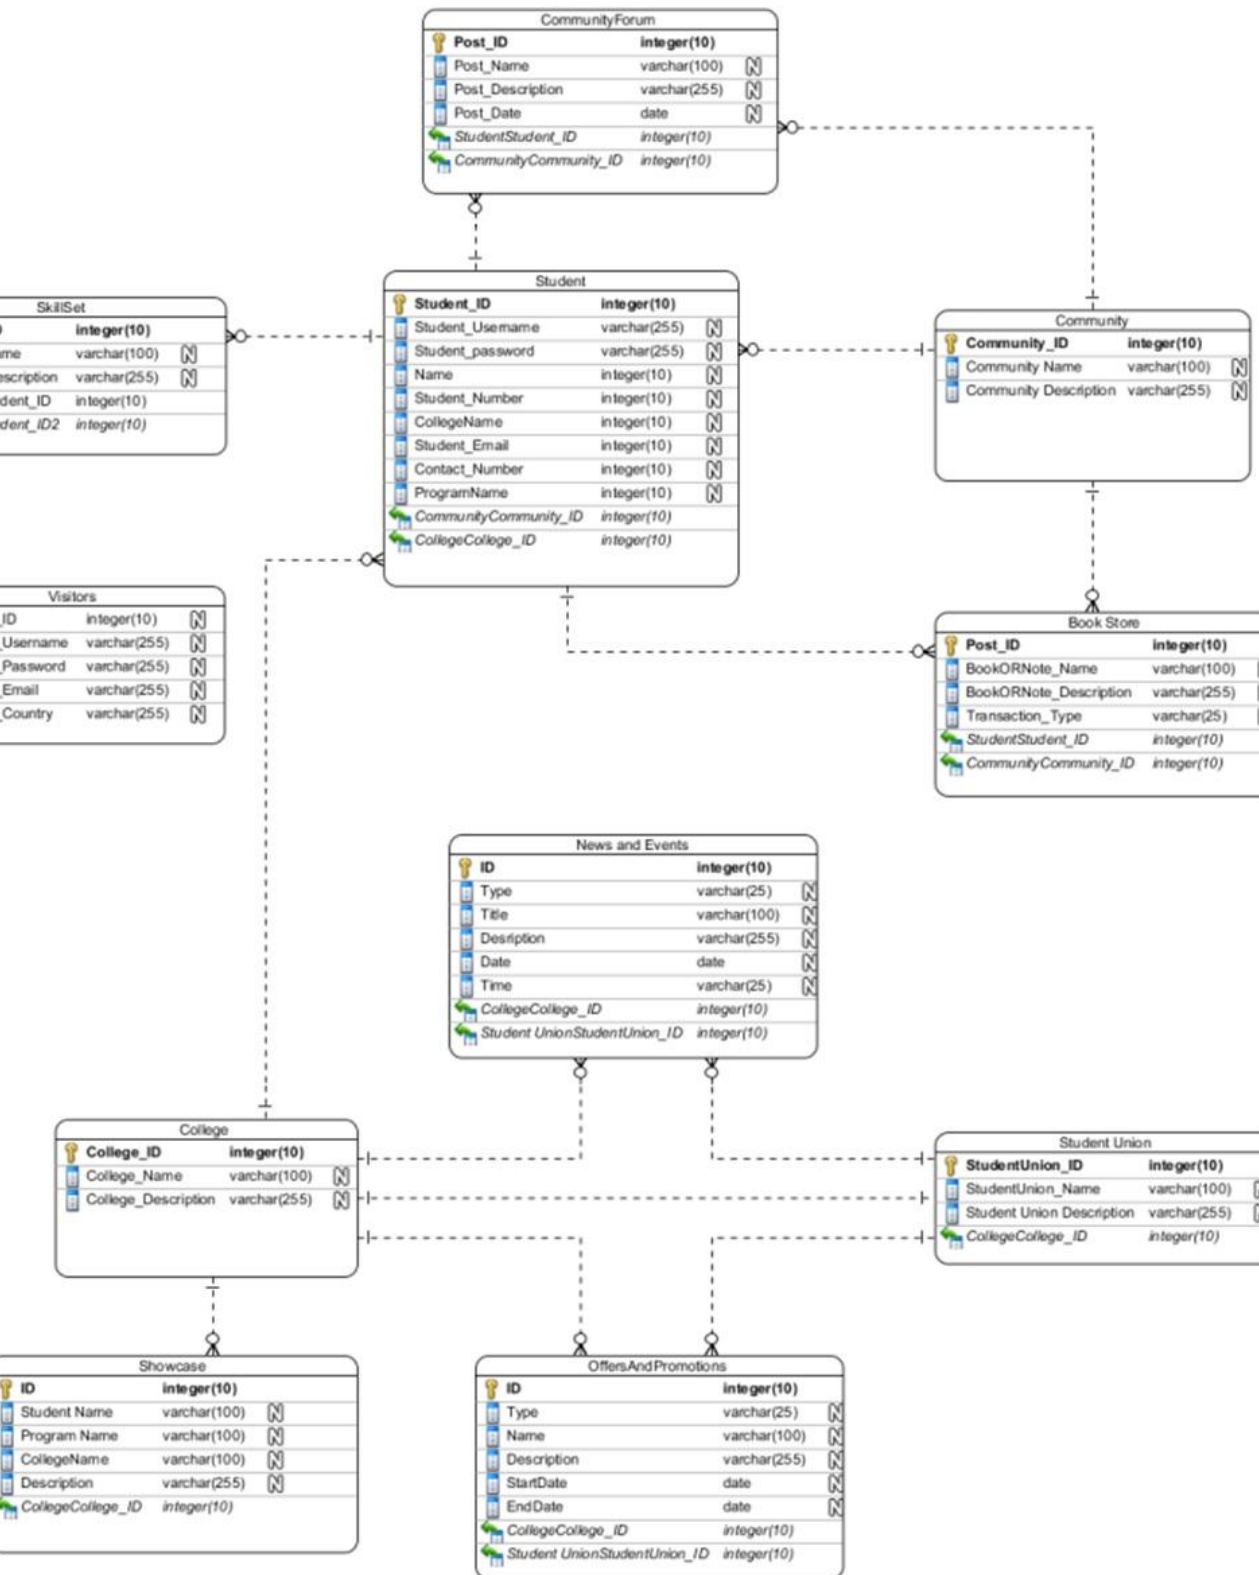 CommunityForum
Post_ID integer(10)
Post_Name varchar(100) N
Post_Description varchar(255) N
Post_Date date N
StudentStudent_ID integer(10)
CommunityCommunity_ID integer(10)
Student
Student_ID integer(10)
Student_Username varchar(255) N
Student_password varchar(255) N
Name integer(10) N
Student_Number integer(10) N
CollegeName integer(10) N
Student_Email integer(10) N
Contact_Number integer(10) N
ProgramName integer(10) N
CommunityCommunity_ID integer(10)
CollegeCollege_ID integer(10)
SkillSet
integer(10)
me varchar(100) N
escription varchar(255) N
dent_ID integer(10)
dent_ID2 integer(10)
Community
Community_ID integer(10)
Community Name varchar(100) N
Community Description varchar(255) N
Visitors
_ID integer(10) N
_Username varchar(255) N
_Password varchar(255) N
_Email varchar(255) N
_Country varchar(255) N
Book Store
Post_ID integer(10)
BookORNote_Name varchar(100)
BookORNote_Description varchar(255)
Transaction_Type varchar(25)
StudentStudent_ID integer(10)
CommunityCommunity_ID integer(10)
News and Events
ID integer(10)
Type varchar(25) N
Title varchar(100) N
Desription varchar(255) N
Date date N
Time varchar(25) N
CollegeCollege_ID integer(10)
Student UnionStudentUnion_ID integer(10)
College
College_ID integer(10)
College_Name varchar(100) N
College_Description varchar(255) N
Student Union
StudentUnion_ID integer(10)
StudentUnion_Name varchar(100)
Student Union Description varchar(255)
CollegeCollege_ID integer(10)
Showcase
ID integer(10)
Student Name varchar(100) N
Program Name varchar(100) N
CollegeName varchar(100) N
Description varchar(255) N
CollegeCollege_ID integer(10)
OffersAndPromotions
ID integer(10)
Type varchar(25) N
Name varchar(100) N
Description varchar(255) N
StartDate date N
EndDate date N
CollegeCollege_ID integer(10)
Student UnionStudentUnion_ID integer(10)